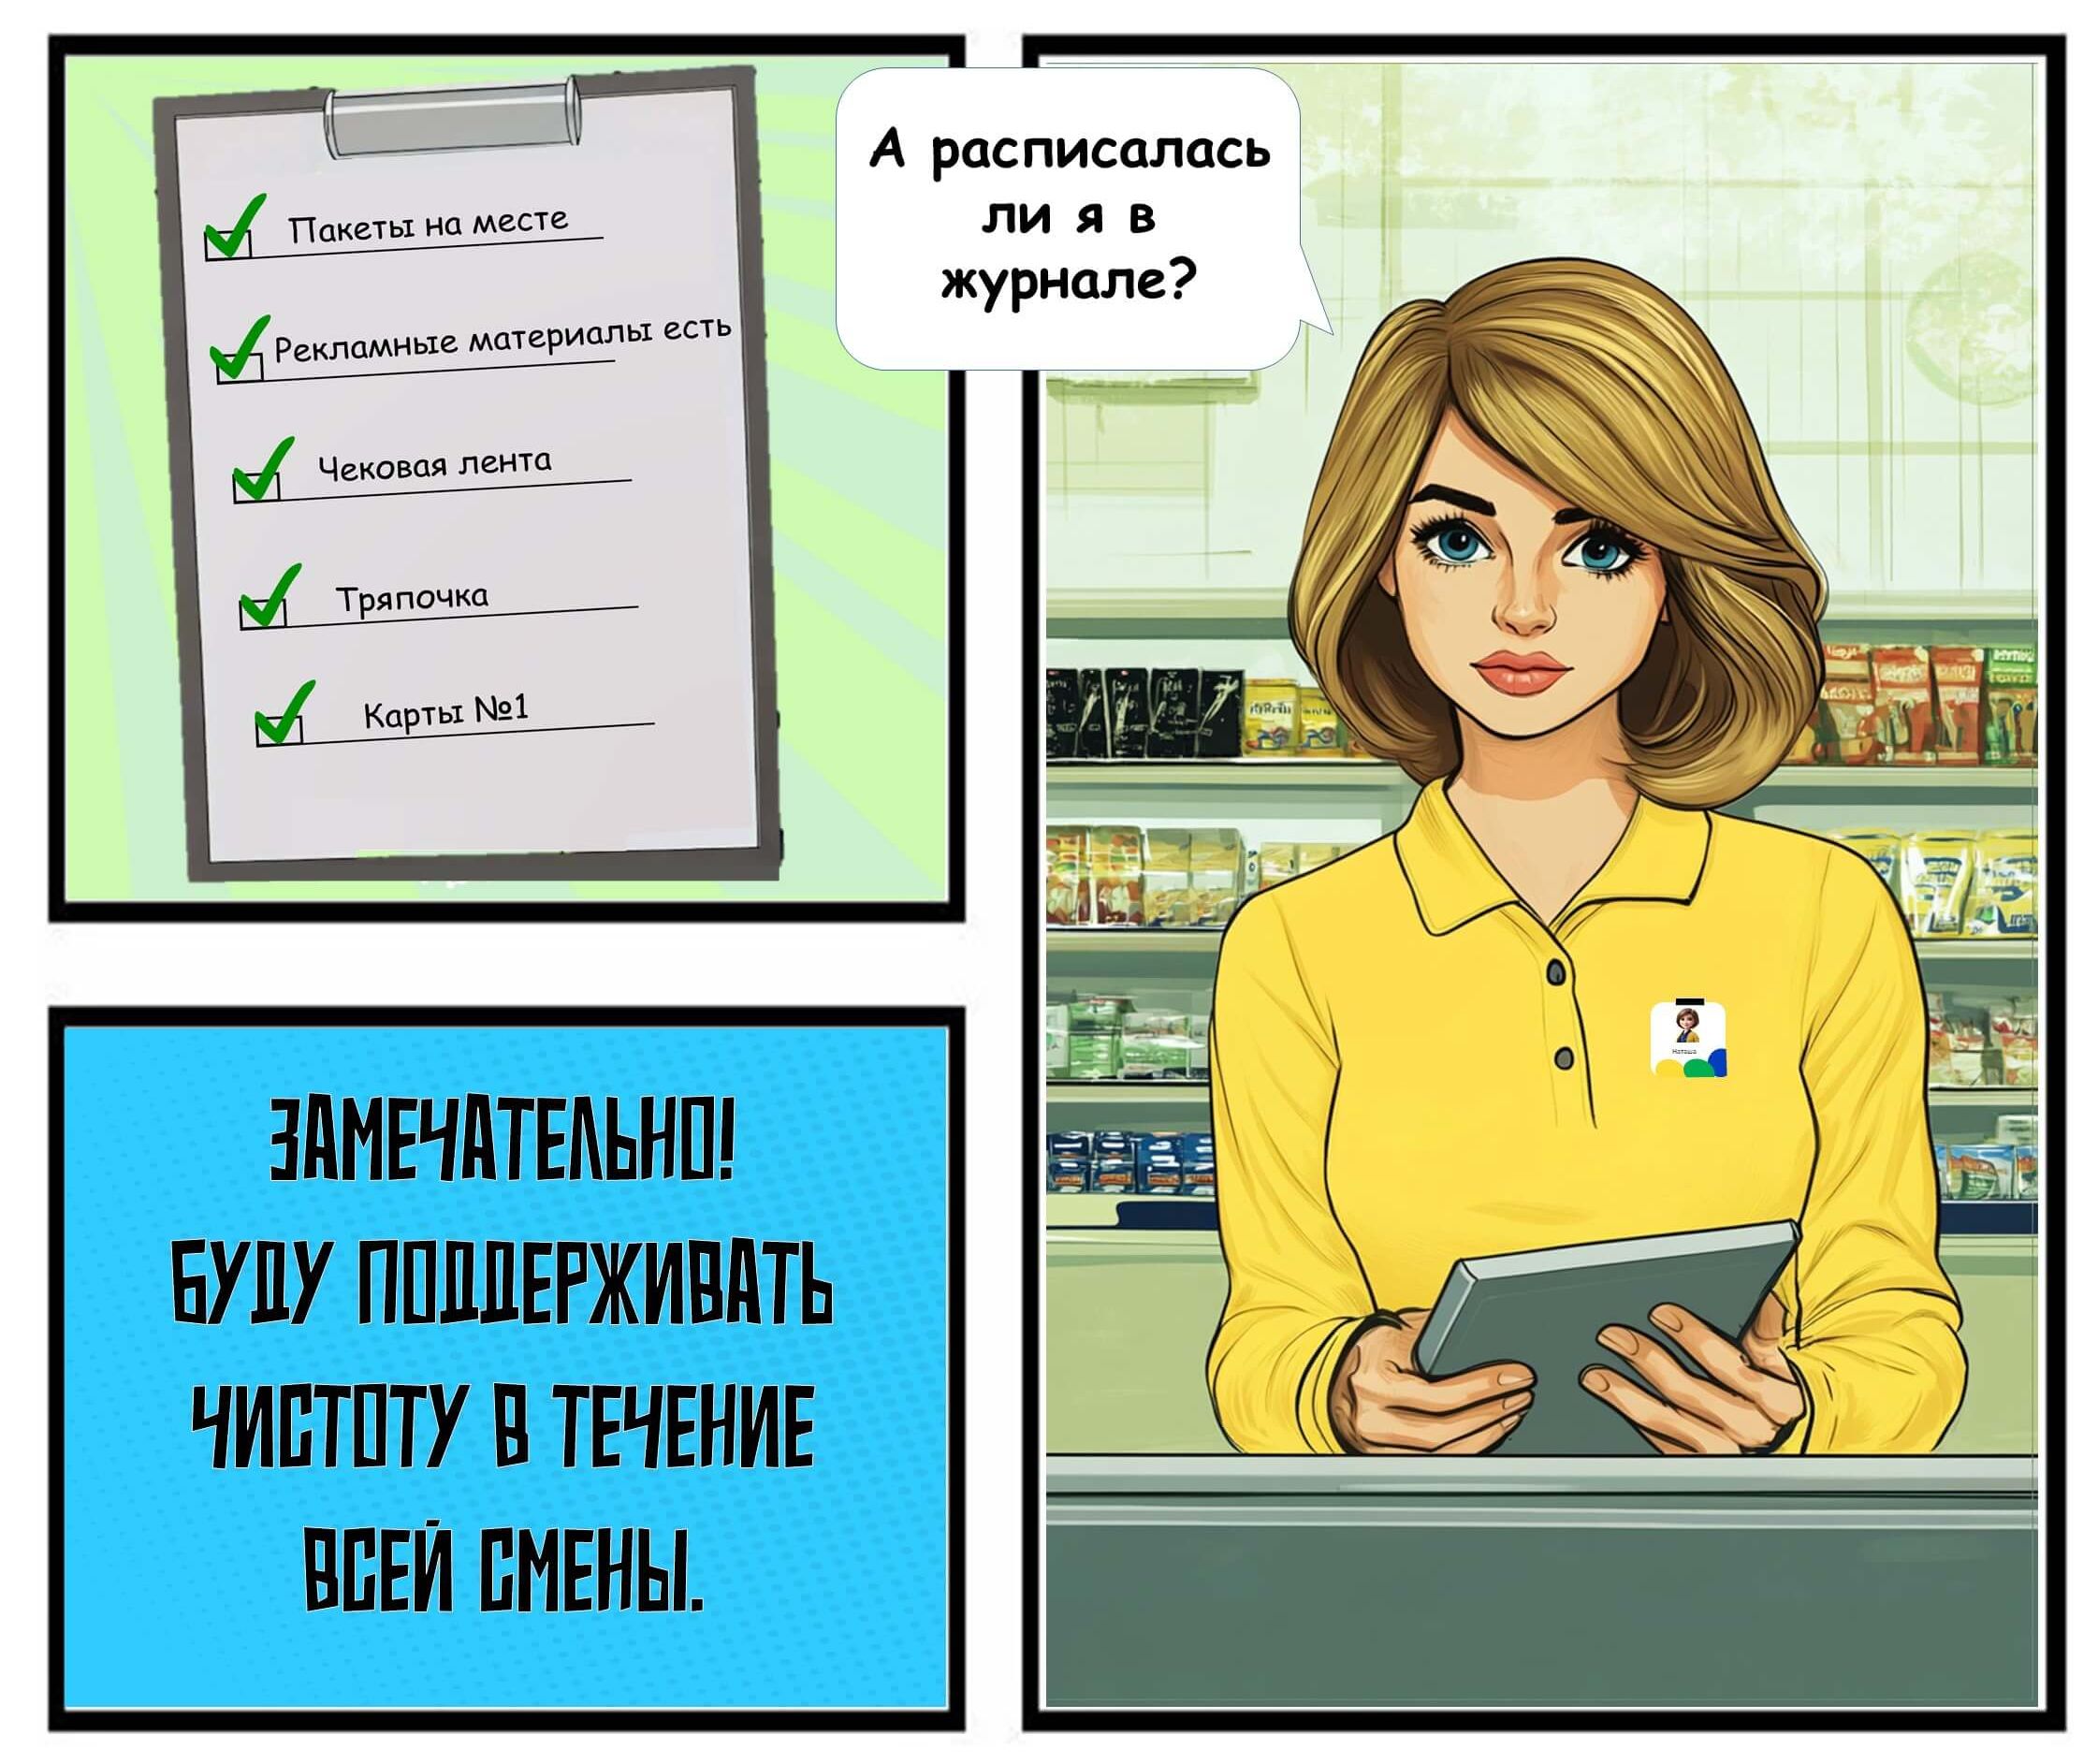 Пакеты на месте
Рекламные материалы есть
Чековая лента
Тряпочка
Карты №1
А расписалась
ли я в
журнале?
Наташа
ЗАМЕЧАТЕЛЬНО!
БУДУ ПОДДЕРЖИВАТЬ
ЧИСТОТУ В ТЕЧЕНИЕ
ВСЕЙ СМЕНЫ.